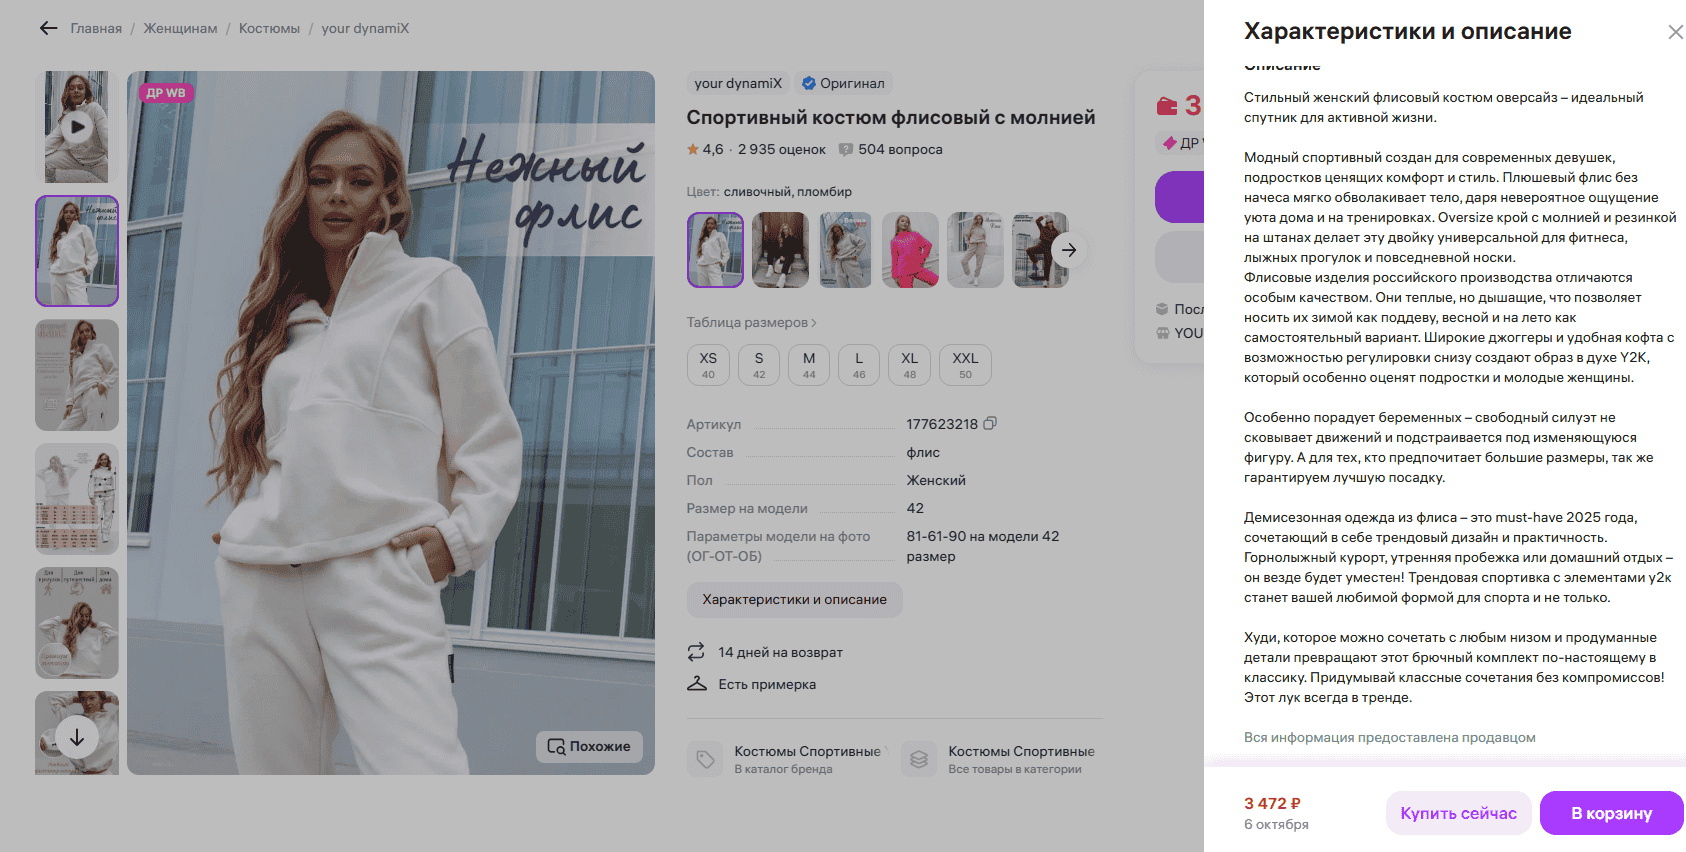 Главная / Женщинам / Костюмы / your dynamiX
ДР WB
Нежный
флис
Похожие
your dynamiX
Оригинал
Спортивный костюм флисовый с молнией
4,6 · 2 935 оценок 504 вопроса
Цвет: сливочный, пломбир
Таблица размеров
XS S M L XL XXL
40 42 44 46 48 50
Артикул 177623218
Состав флис
Пол Женский
Размер на модели 42
Параметры модели на фото 81-61-90 на модели 42
(ОГ-ОТ-ОБ) размер
Характеристики и описание
14 дней на возврат
Есть примерка
Костюмы Спортивные
В каталог бренда
Костюмы Спортивные
Все товары в категории
3
ДР
Посл
YOU
Характеристики и описание
Описание
Стильный женский флисовый костюм оверсайз – идеальный
спутник для активной жизни.
Модный спортивный создан для современных девушек,
подростков ценящих комфорт и стиль. Плюшевый флис без
начеса мягко обволакивает тело, даря невероятное ощущение
уюта дома и на тренировках. Oversize крой с молнией и резинкой
на штанах делает эту двойку универсальной для фитнеса,
лыжных прогулок и повседневной носки.
Флисовые изделия российского производства отличаются
особым качеством. Они теплые, но дышащие, что позволяет
носить их зимой как поддеву, весной и на лето как
самостоятельный вариант. Широкие джоггеры и удобная кофта с
возможностью регулировки снизу создают образ в духе Y2K,
который особенно оценят подростки и молодые женщины.
Особенно порадует беременных – свободный силуэт не
сковывает движений и подстраивается под изменяющуюся
фигуру. А для тех, кто предпочитает большие размеры, так же
гарантируем лучшую посадку.
Демисезонная одежда из флиса – это must-have 2025 года,
сочетающий в себе трендовый дизайн и практичность.
Горнолыжный курорт, утренняя пробежка или домашний отдых –
он везде будет уместен! Трендовая спортивка с элементами y2к
станет вашей любимой формой для спорта и не только.
Худи, которое можно сочетать с любым низом и продуманные
детали превращают этот брючный комплект по-настоящему в
классику. Придумывай классные сочетания без компромиссов!
Этот лук всегда в тренде.
Вся информация предоставлена продавцом
3 472 ₽
6 октября
Купить сейчас
В корзину